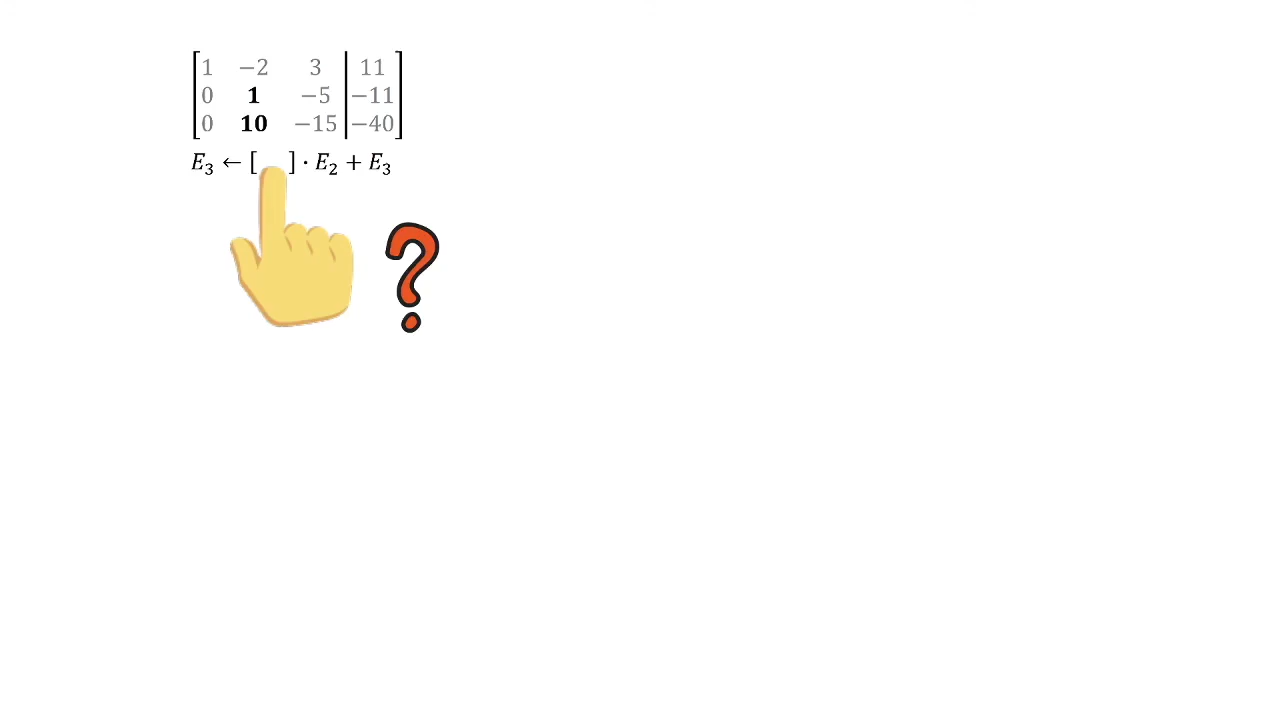 1 −2 3 11
0 1 −5 −11
0 10 −15 −40
E₃ ← [ ] · E₂ + E₃
?